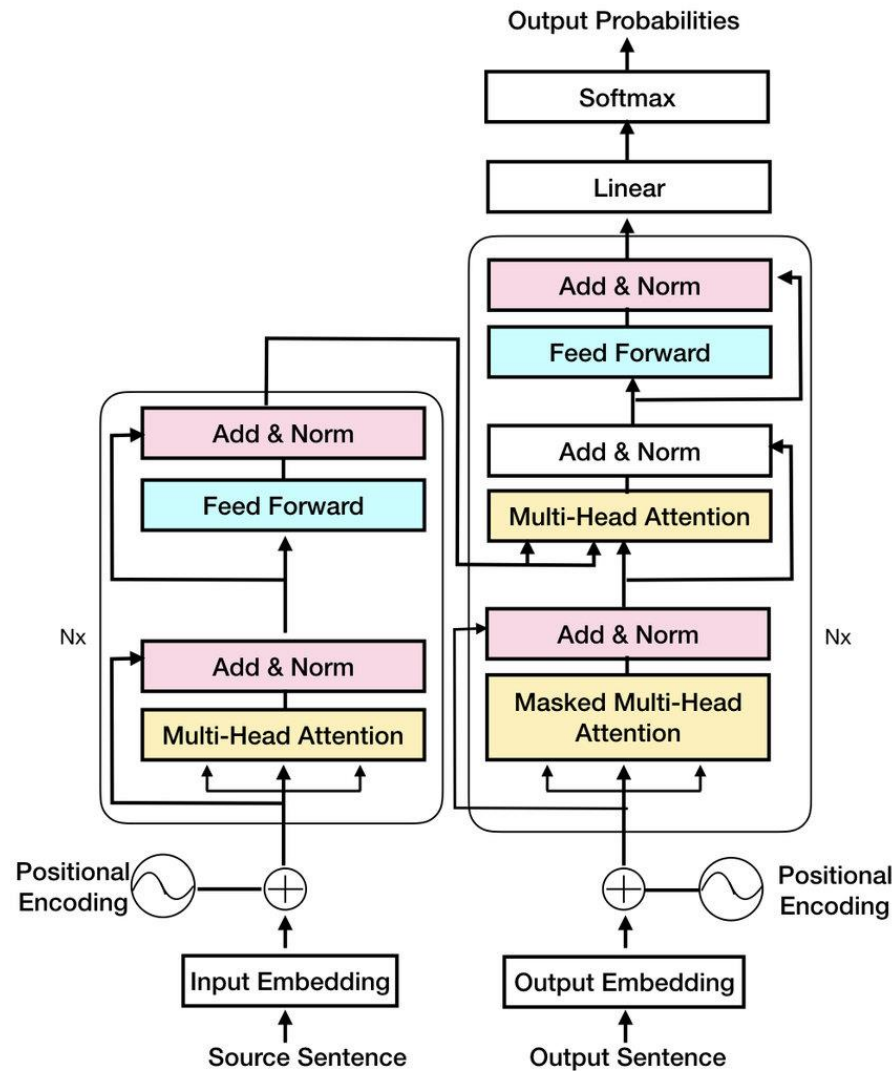 Output Probabilities
Softmax
Linear
Add & Norm
Feed Forward
Add & Norm
Multi-Head Attention
Add & Norm
Masked Multi-Head
Attention
Nx
Add & Norm
Feed Forward
Add & Norm
Multi-Head Attention
Nx
Positional
Encoding
Positional
Encoding
Input Embedding
Output Embedding
Source Sentence
Output Sentence